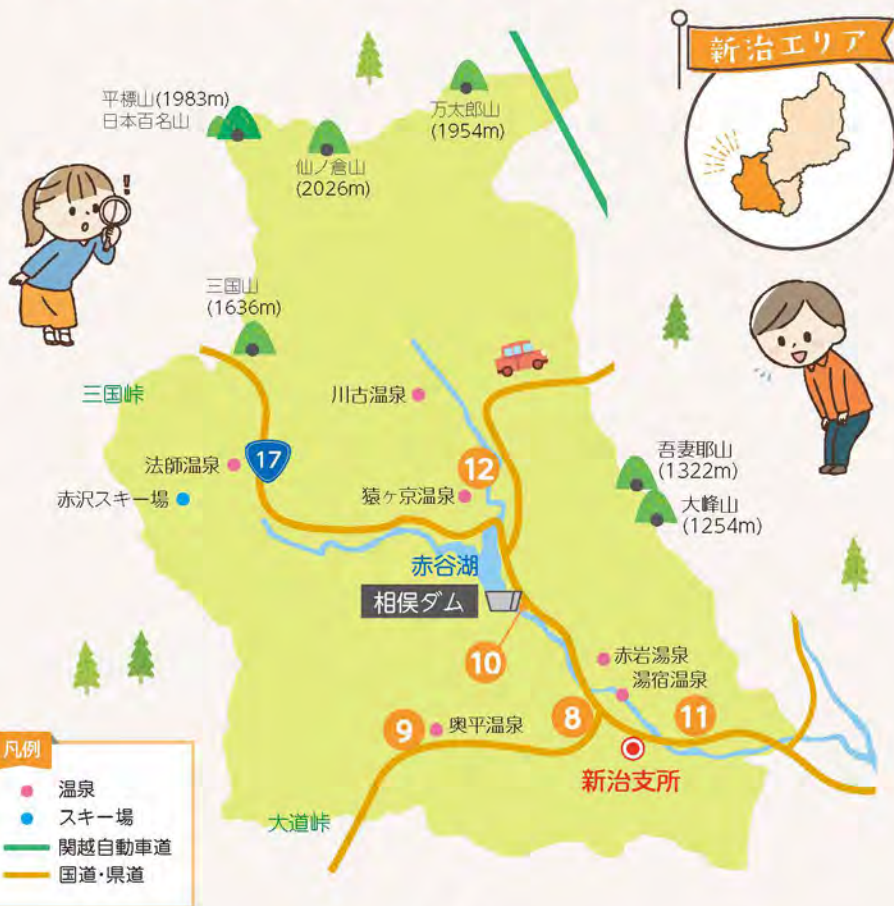 新治エリア
平標山(1983m)
日本百名山
万太郎山
(1954m)
仙ノ倉山
(2026m)
三国山
(1636m)
三国峠
川古温泉
法師温泉
17
12
吾妻耶山
(1322m)
赤沢スキー場
猿ヶ京温泉
大峰山
(1254m)
赤谷湖
相俣ダム
10
赤岩湯泉
湯宿温泉
9
奥平温泉
8
11
新治支所
大道峠
凡例
温泉
スキー場
関越自動車道
国道・県道
!